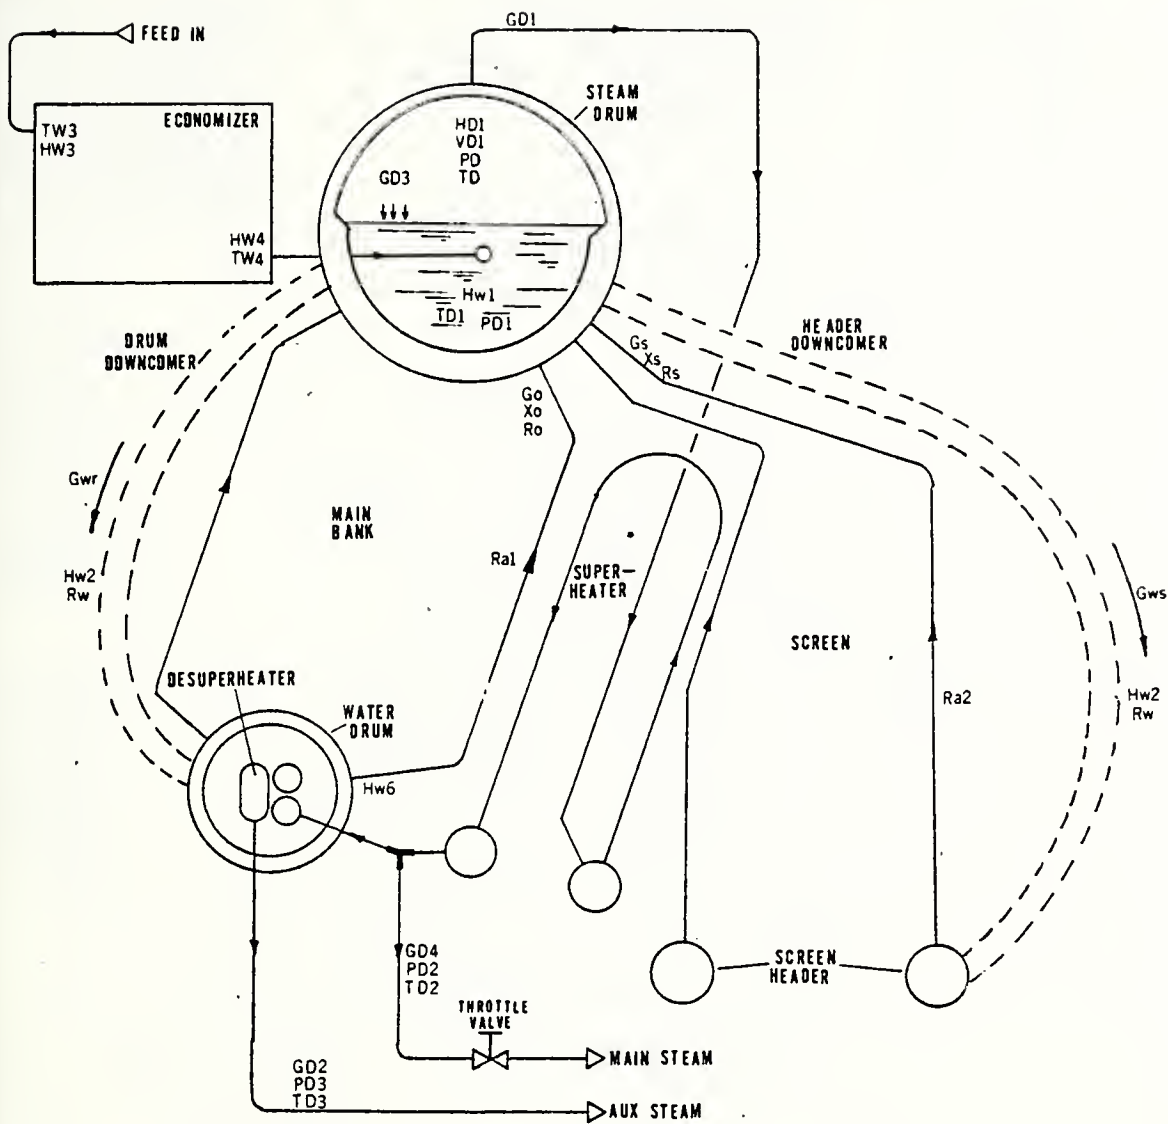 GD1
FEED IN
ECONOMIZER
TW3
HW3
HW4
TW4
STEAM
DRUM
HD1
VD1
PD
TD
GD3
Hw1
TD1 PD1
DRUM
DOWNCOMER
HEADER
DOWNCOMER
Gs
Xs
Rs
Go
Xo
Ro
Gwr
MAIN
BANK
Ra1
SUPER-
HEATER
Hw2
Rw
Gws
SCREEN
Ra2
Hw2
Rw
DESUPERHEATER
WATER
DRUM
Hw6
GD4
PD2
TD2
SCREEN
HEADER
THROTTLE
VALVE
MAIN STEAM
GD2
PD3
TD3
AUX STEAM